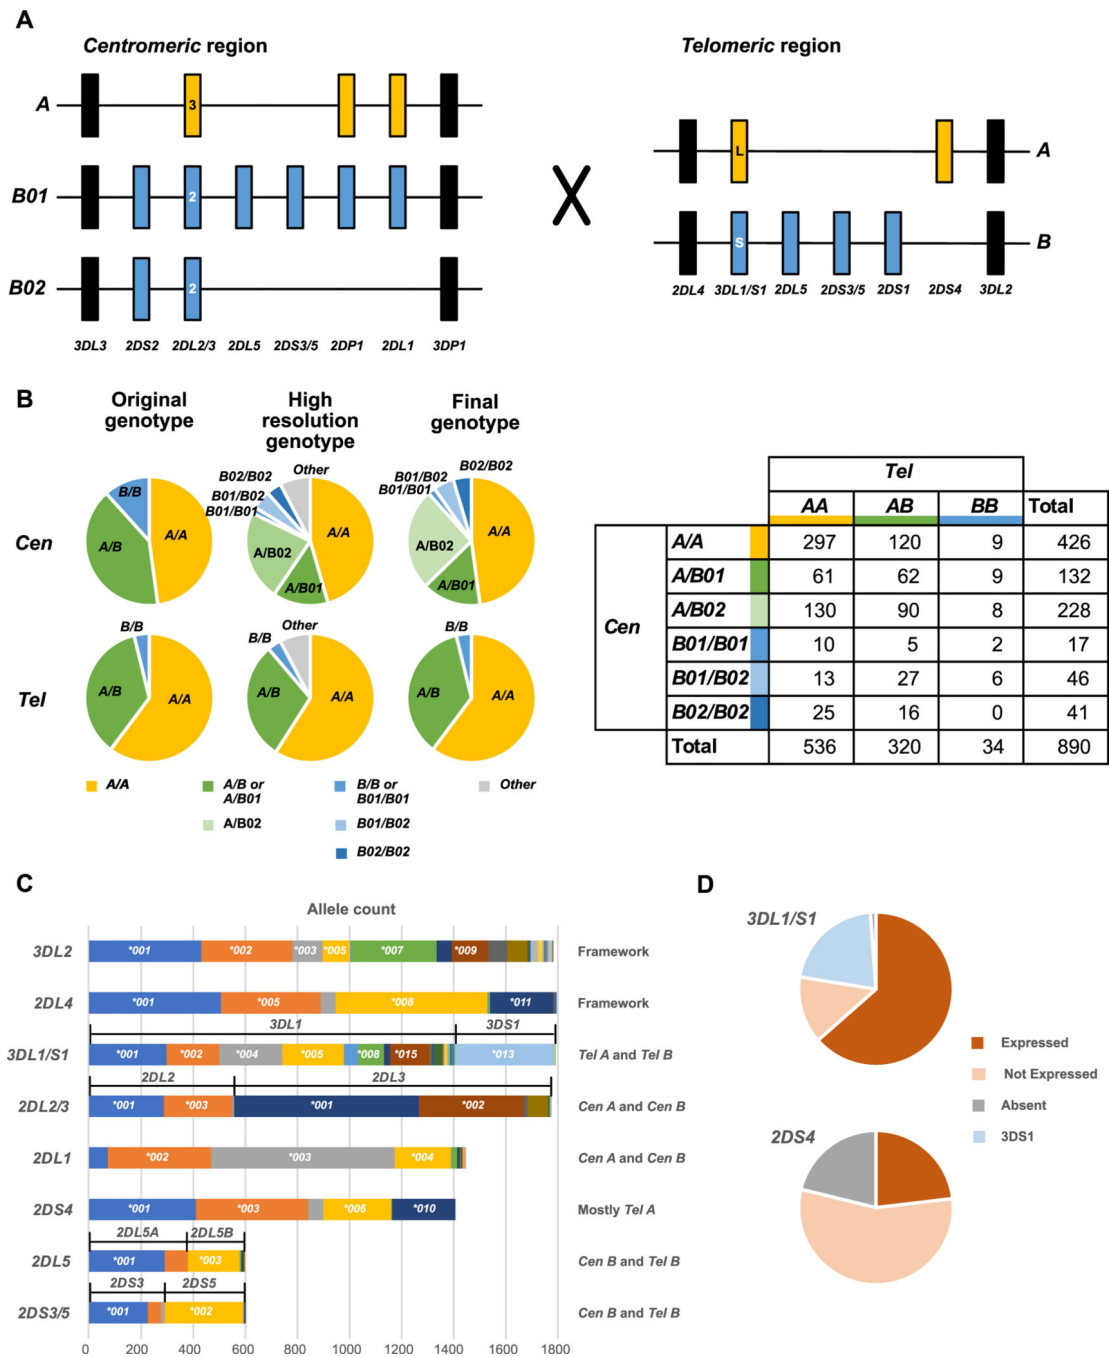 A
Centromeric region
Telomeric region
A
3
B01
2
B02
2
3DL3 2DS2 2DL2/3 2DL5 2DS3/5 2DP1 2DL1 3DP1
L
A
S
B
2DL4 3DL1/S1 2DL5 2DS3/5 2DS1 2DS4 3DL2
B
Original genotype
High resolution genotype
Final genotype
Cen
B/B
A/B
A/A
B02/B02
B01/B02
B01/B01
Other
A/A
A/B02
A/B01
B01/B02
B01/B01
B02/B02
A/A
A/B02
A/B01
Tel
B/B
A/B
A/A
B/B
Other
A/B
A/A
B/B
A/B
A/A
A/A
A/B or A/B01
B/B or B01/B01
Other
A/B02
B01/B02
B02/B02
Tel
AA AB BB Total
Cen
A/A 297 120 9 426
A/B01 61 62 9 132
A/B02 130 90 8 228
B01/B01 10 5 2 17
B01/B02 13 27 6 46
B02/B02 25 16 0 41
Total 536 320 34 890
C
Allele count
3DL2 *001 *002 *003 *005 *007 *009 Framework
2DL4 *001 *005 *008 *011 Framework
3DL1 3DS1
3DL1/S1 *001 *002 *004 *005 *008 *015 *013 Tel A and Tel B
2DL2 2DL3
2DL2/3 *001 *003 *001 *002 Cen A and Cen B
2DL1 *002 *003 *004 Cen A and Cen B
2DS4 *001 *003 *006 *010 Mostly Tel A
2DL5A 2DL5B
2DL5 *001 *003 Cen B and Tel B
2DS3 2DS5
2DS3/5 *001 *002 Cen B and Tel B
0 200 400 600 800 1000 1200 1400 1600 1800
D
3DL1/S1
2DS4
Expressed
Not Expressed
Absent
3DS1